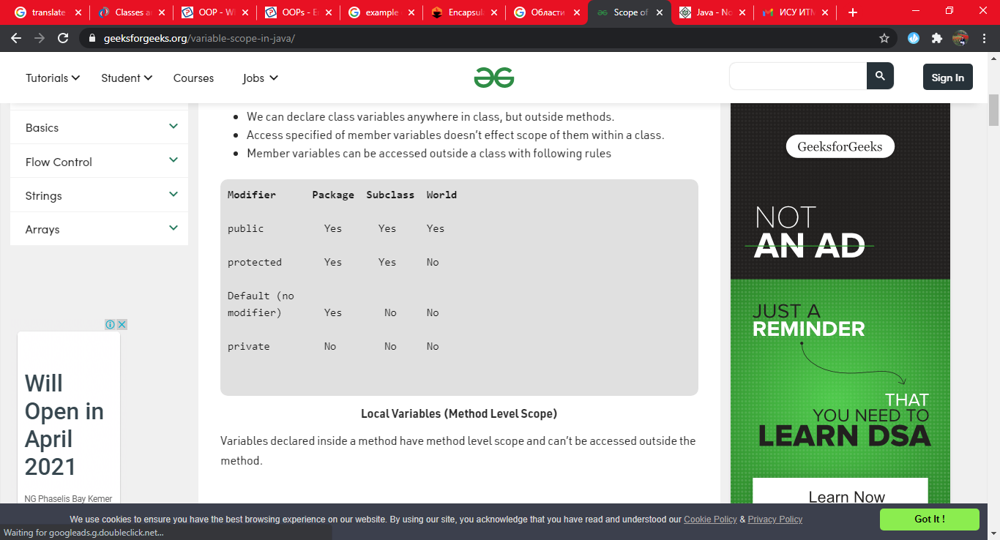 translate
Classes a
OOP - W
OOPs - E
example
Encapsul
Области
Scope of
Java - No
ИСУ ИТМ
geeksforgeeks.org/variable-scope-in-java/
Tutorials
Student
Courses
Jobs
Sign In
Basics
Flow Control
Strings
Arrays
Will
Open in
April
2021
NG Phaselis Bay Kemer
We can declare class variables anywhere in class, but outside methods.
Access specified of member variables doesn't effect scope of them within a class.
Member variables can be accessed outside a class with following rules
Modifier Package Subclass World
public Yes Yes Yes
protected Yes Yes No
Default (no
modifier) Yes No No
private No No No
Local Variables (Method Level Scope)
Variables declared inside a method have method level scope and can't be accessed outside the
method.
GeeksforGeeks
NOT
AN AD
JUST A
REMINDER
THAT
YOU NEED TO
LEARN DSA
Learn Now
We use cookies to ensure you have the best browsing experience on our website. By using our site, you acknowledge that you have read and understood our Cookie Policy & Privacy Policy
Got It !
Waiting for googleads.g.doubleclick.net...